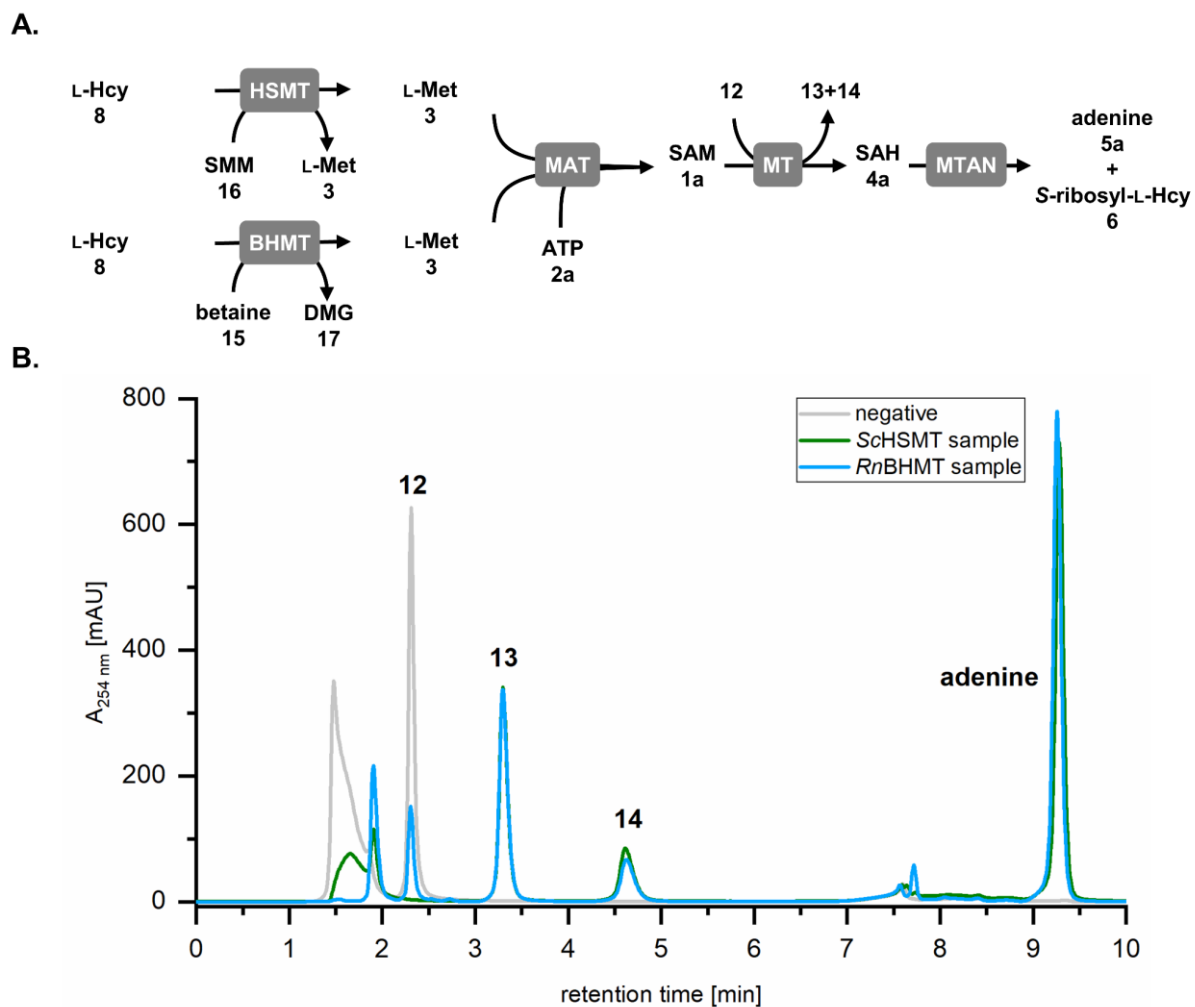 A.
L-Hcy
8
HSMT
SMM
16
L-Met
3
L-Met
3
L-Hcy
8
BHMT
betaine
15
DMG
17
L-Met
3
MAT
ATP
2a
SAM
1a
12
MT
13+14
SAH
4a
MTAN
adenine
5a
+
S-ribosyl-L-Hcy
6
B.
800
600
400
200
0
A254 nm [mAU]
negative
ScHSMT sample
RnBHMT sample
12
13
14
adenine
0 1 2 3 4 5 6 7 8 9 10
retention time [min]